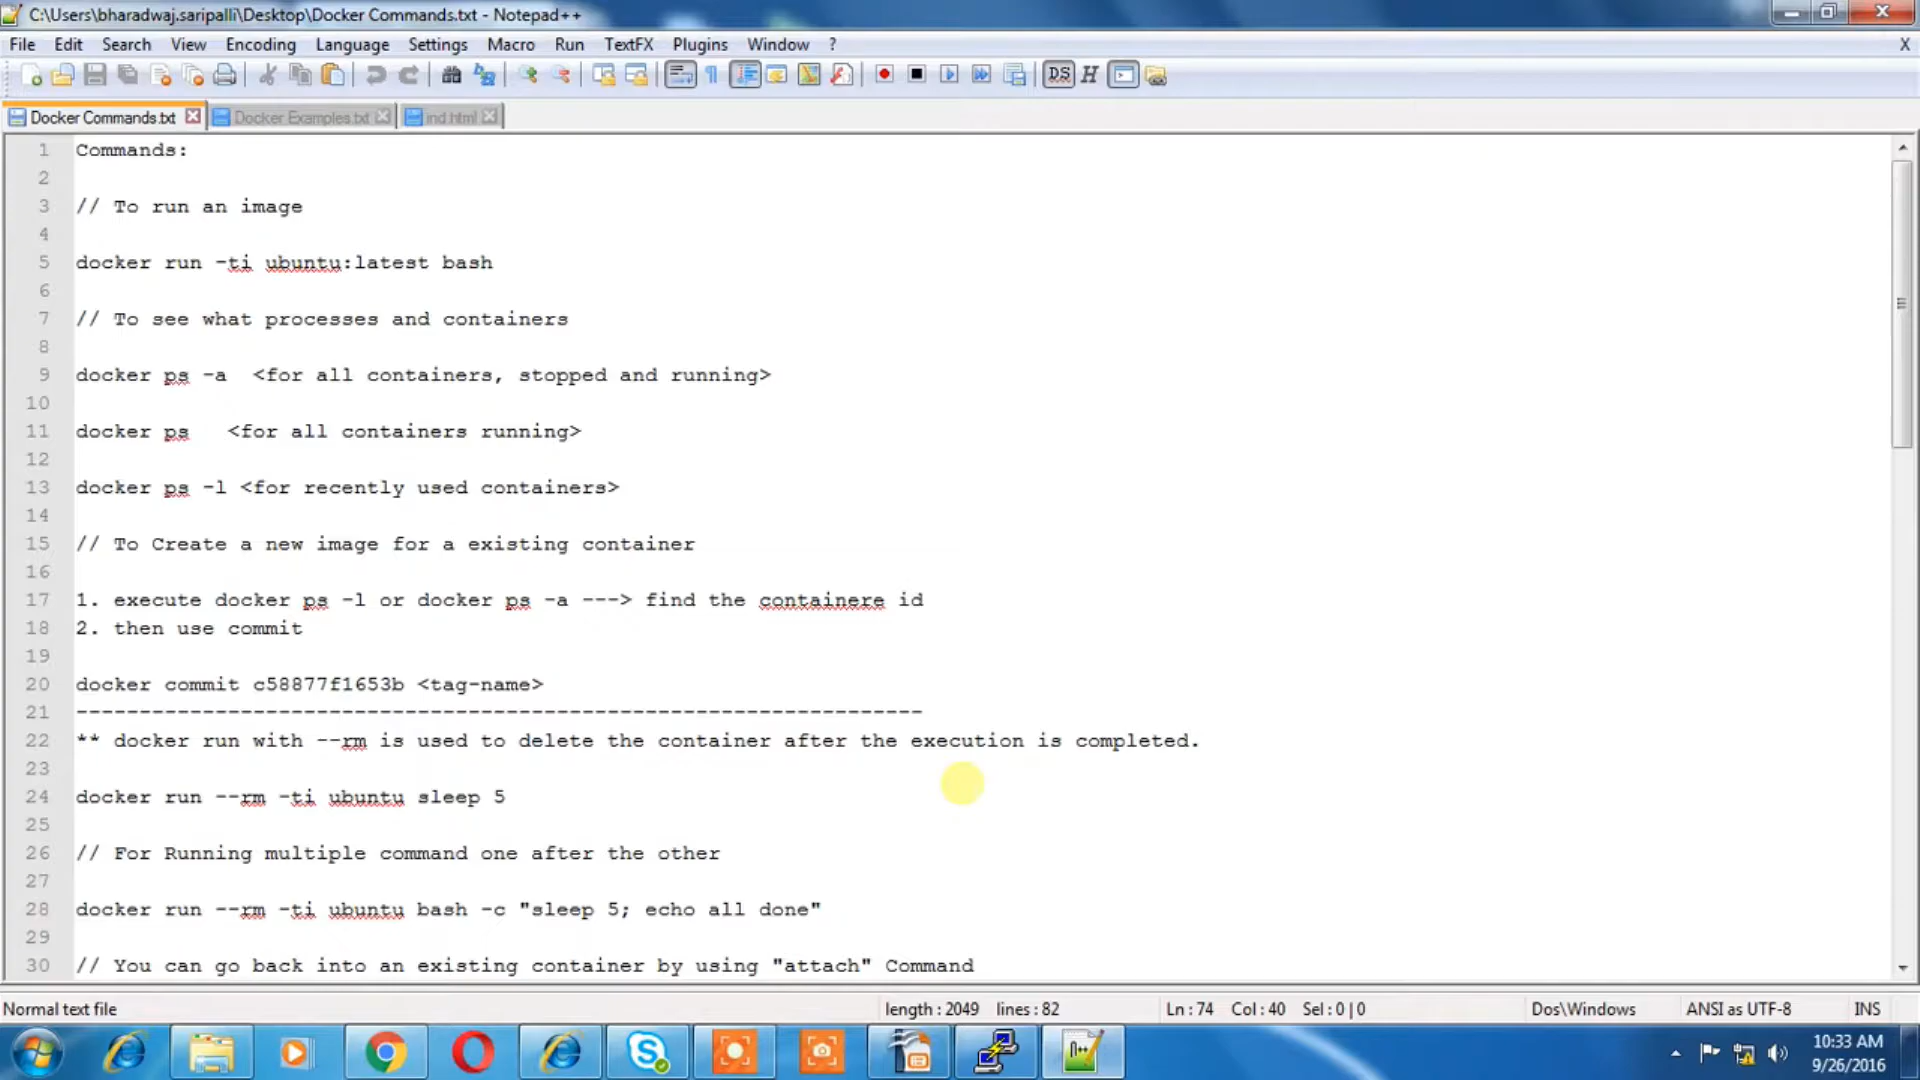 C:\Users\bharadwaj.saripalli\Desktop\Docker Commands.txt - Notepad++
File Edit Search View Encoding Language Settings Macro Run TextFX Plugins Window ? X
Docker Commands.txt Docker Examples.txt ind.html
1 Commands:
2
3 // To run an image
4
5 docker run -ti ubuntu:latest bash
6
7 // To see what processes and containers
8
9 docker ps -a  <for all containers, stopped and running>
10
11 docker ps   <for all containers running>
12
13 docker ps -l <for recently used containers>
14
15 // To Create a new image for a existing container
16
17 1. execute docker ps -l or docker ps -a ---> find the containere id
18 2. then use commit
19
20 docker commit c58877f1653b <tag-name>
21 -------------------------------------------------------------------
22 ** docker run with --rm is used to delete the container after the execution is completed.
23
24 docker run --rm -ti ubuntu sleep 5
25
26 // For Running multiple command one after the other
27
28 docker run --rm -ti ubuntu bash -c "sleep 5; echo all done"
29
30 // You can go back into an existing container by using "attach" Command
Normal text file length : 2049 lines : 82 Ln : 74 Col : 40 Sel : 0 | 0 Dos\Windows ANSI as UTF-8 INS
10:33 AM
9/26/2016